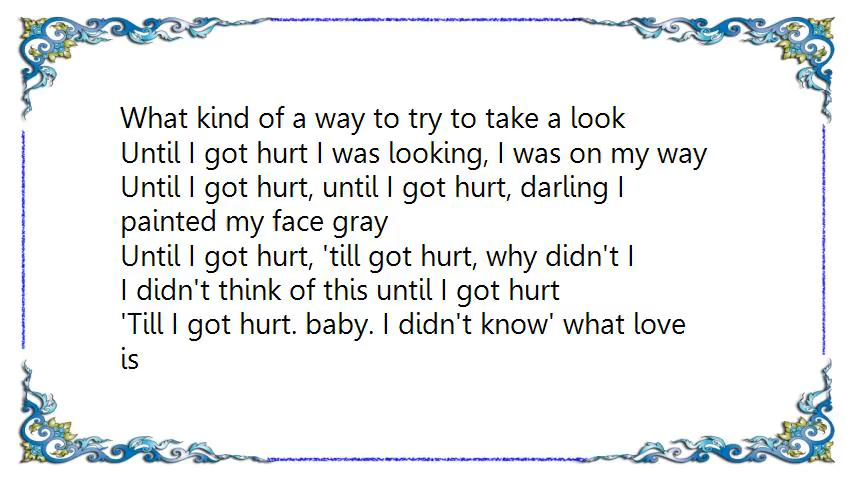 What kind of a way to try to take a look
Until I got hurt I was looking, I was on my way
Until I got hurt, until I got hurt, darling I
painted my face gray
Until I got hurt, 'till got hurt, why didn't I
I didn't think of this until I got hurt
'Till I got hurt. baby. I didn't know' what love
is